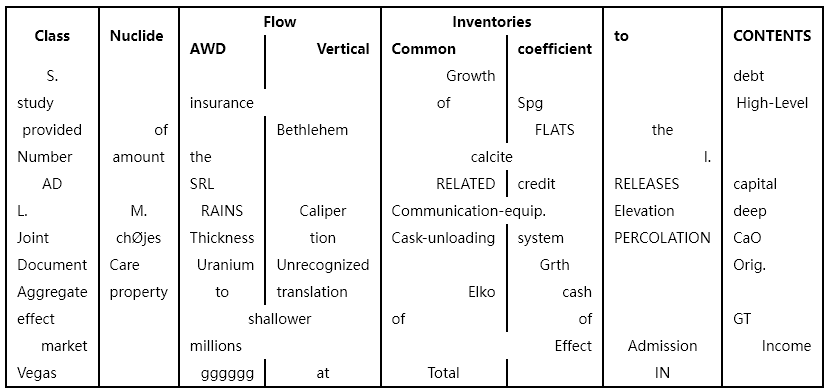 Class Nuclide Flow Inventories to CONTENTS
AWD Vertical Common coefficient
S. Growth debt
study insurance of Spg High-Level
provided of Bethlehem FLATS the
Number amount the calcite I.
AD SRL RELATED credit RELEASES capital
L. M. RAINS Caliper Communication-equip. Elevation deep
Joint chØjes Thickness tion Cask-unloading system PERCOLATION CaO
Document Care Uranium Unrecognized Grth Orig.
Aggregate property to translation Elko cash
effect shallower of of GT
market millions Effect Admission Income
Vegas gggggg at Total IN